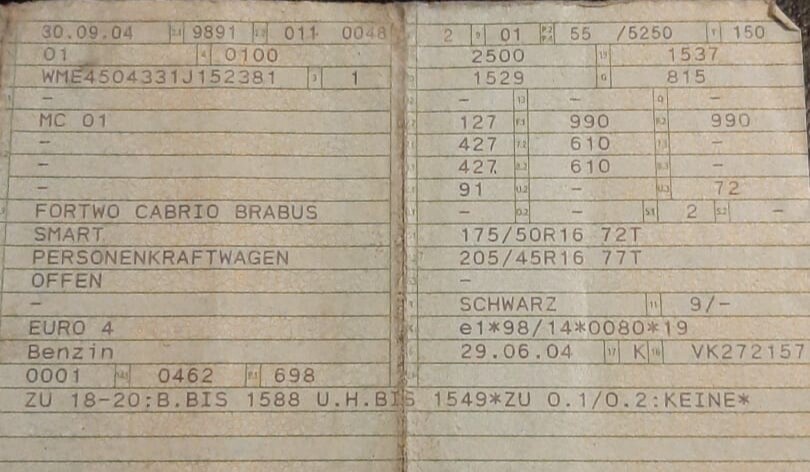 30.09.04 9891 011 0048
01 0100
WME4504331J152381 1
-
MC 01
-
-
-
FORTWO CABRIO BRABUS
SMART
PERSONENKRAFTWAGEN
OFFEN
-
EURO 4
Benzin
0001 0462 698
ZU 18-20:B.BIS 1588 U.H.BIS 1549*ZU O.1/O.2:KEINE*
2 01 55 /5250 150
2500 1537
1529 815
- - -
127 990 990
427 610 -
427 610 -
91 - 72
- - 2 -
175/50R16 72T
205/45R16 77T
-
SCHWARZ 9/-
e1*98/14*0080*19
29.06.04 K VK272157